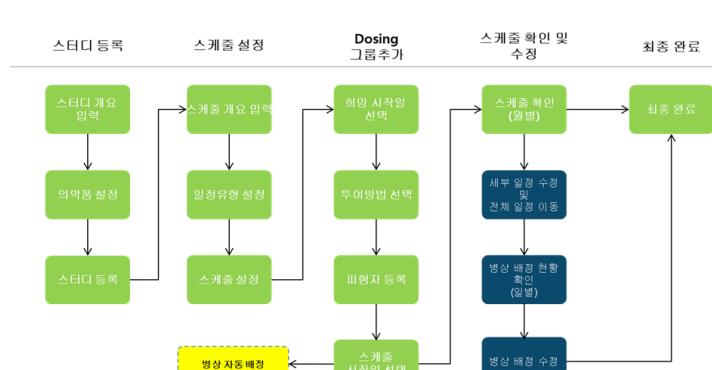 스터디 등록
스케줄 설정
Dosing
그룹추가
스케줄 확인 및
수정
최종 완료
스터디 개요
입력
의약품 설정
스터디 등록
스케줄 개요 입력
일정유형 설정
스케줄 설정
희망 시작일
선택
투여방법 선택
피험자 등록
스케줄
시작일 선택
병상 자동배정
스케줄 확인
(월별)
세부 일정 수정
및
전체 일정 이동
병상 배정 현황
확인
(일별)
병상 배정 수정
최종 완료